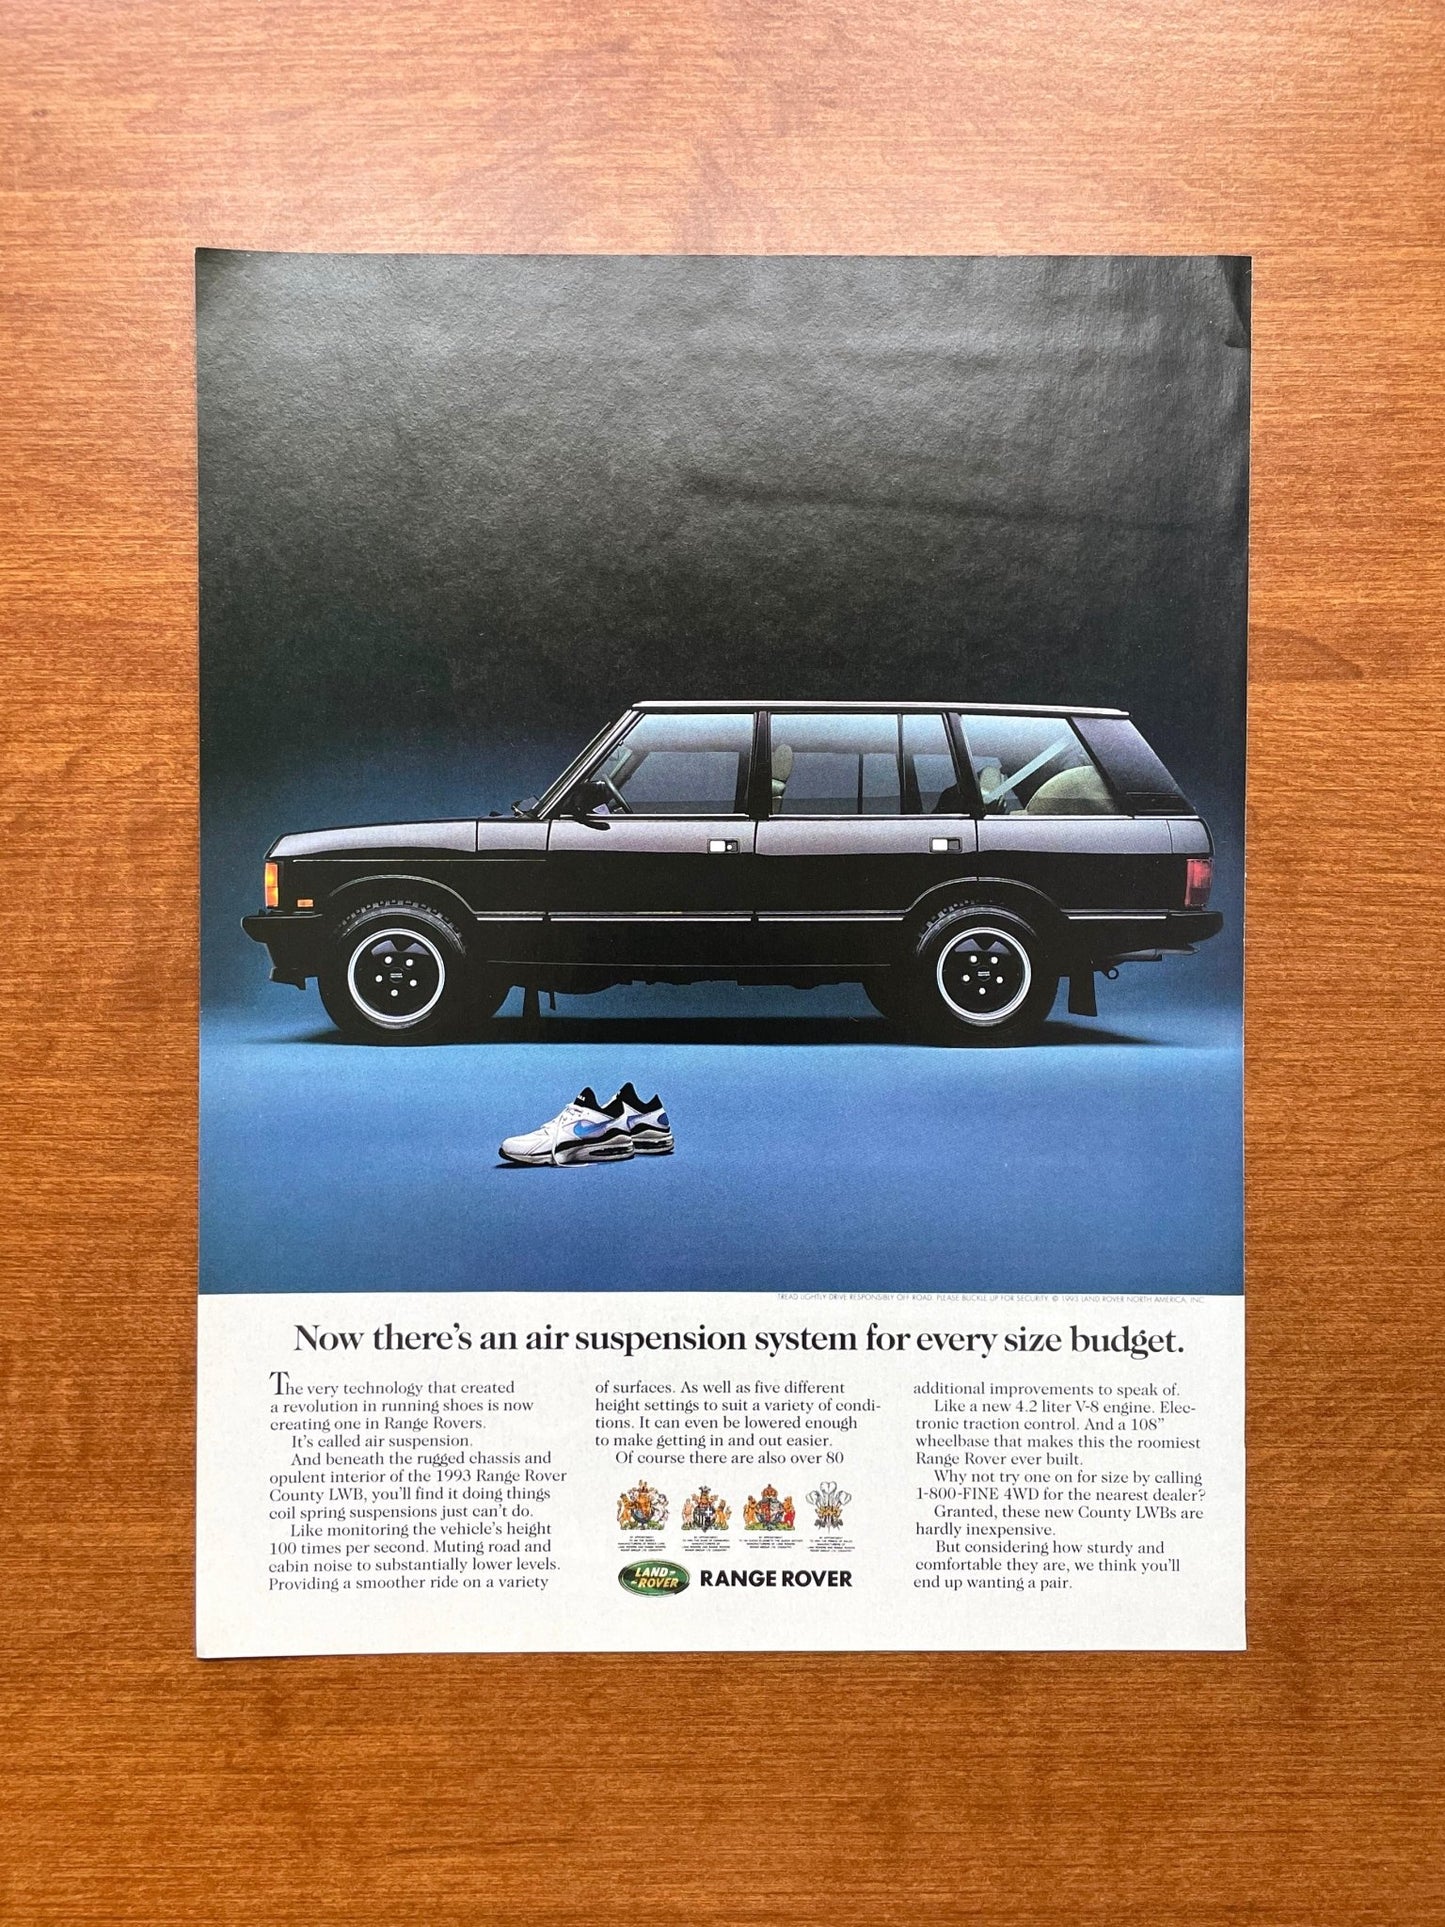 TREAD LIGHTLY. DRIVE RESPONSIBLY OFF ROAD. PLEASE BUCKLE UP FOR SECURITY. © 1993 LAND ROVER NORTH AMERICA, INC.
Now there's an air suspension system for every size budget.
The very technology that created
a revolution in running shoes is now
creating one in Range Rovers.
It's called air suspension.
And beneath the rugged chassis and
opulent interior of the 1993 Range Rover
County LWB, you'll find it doing things
coil spring suspensions just can't do.
Like monitoring the vehicle's height
100 times per second. Muting road and
cabin noise to substantially lower levels.
Providing a smoother ride on a variety
of surfaces. As well as five different
height settings to suit a variety of condi-
tions. It can even be lowered enough
to make getting in and out easier.
Of course there are also over 80
LAND-
-ROVER
RANGE ROVER
additional improvements to speak of.
Like a new 4.2 liter V-8 engine. Elec-
tronic traction control. And a 108"
wheelbase that makes this the roomiest
Range Rover ever built.
Why not try one on for size by calling
1-800-FINE 4WD for the nearest dealer?
Granted, these new County LWBs are
hardly inexpensive.
But considering how sturdy and
comfortable they are, we think you'll
end up wanting a pair.